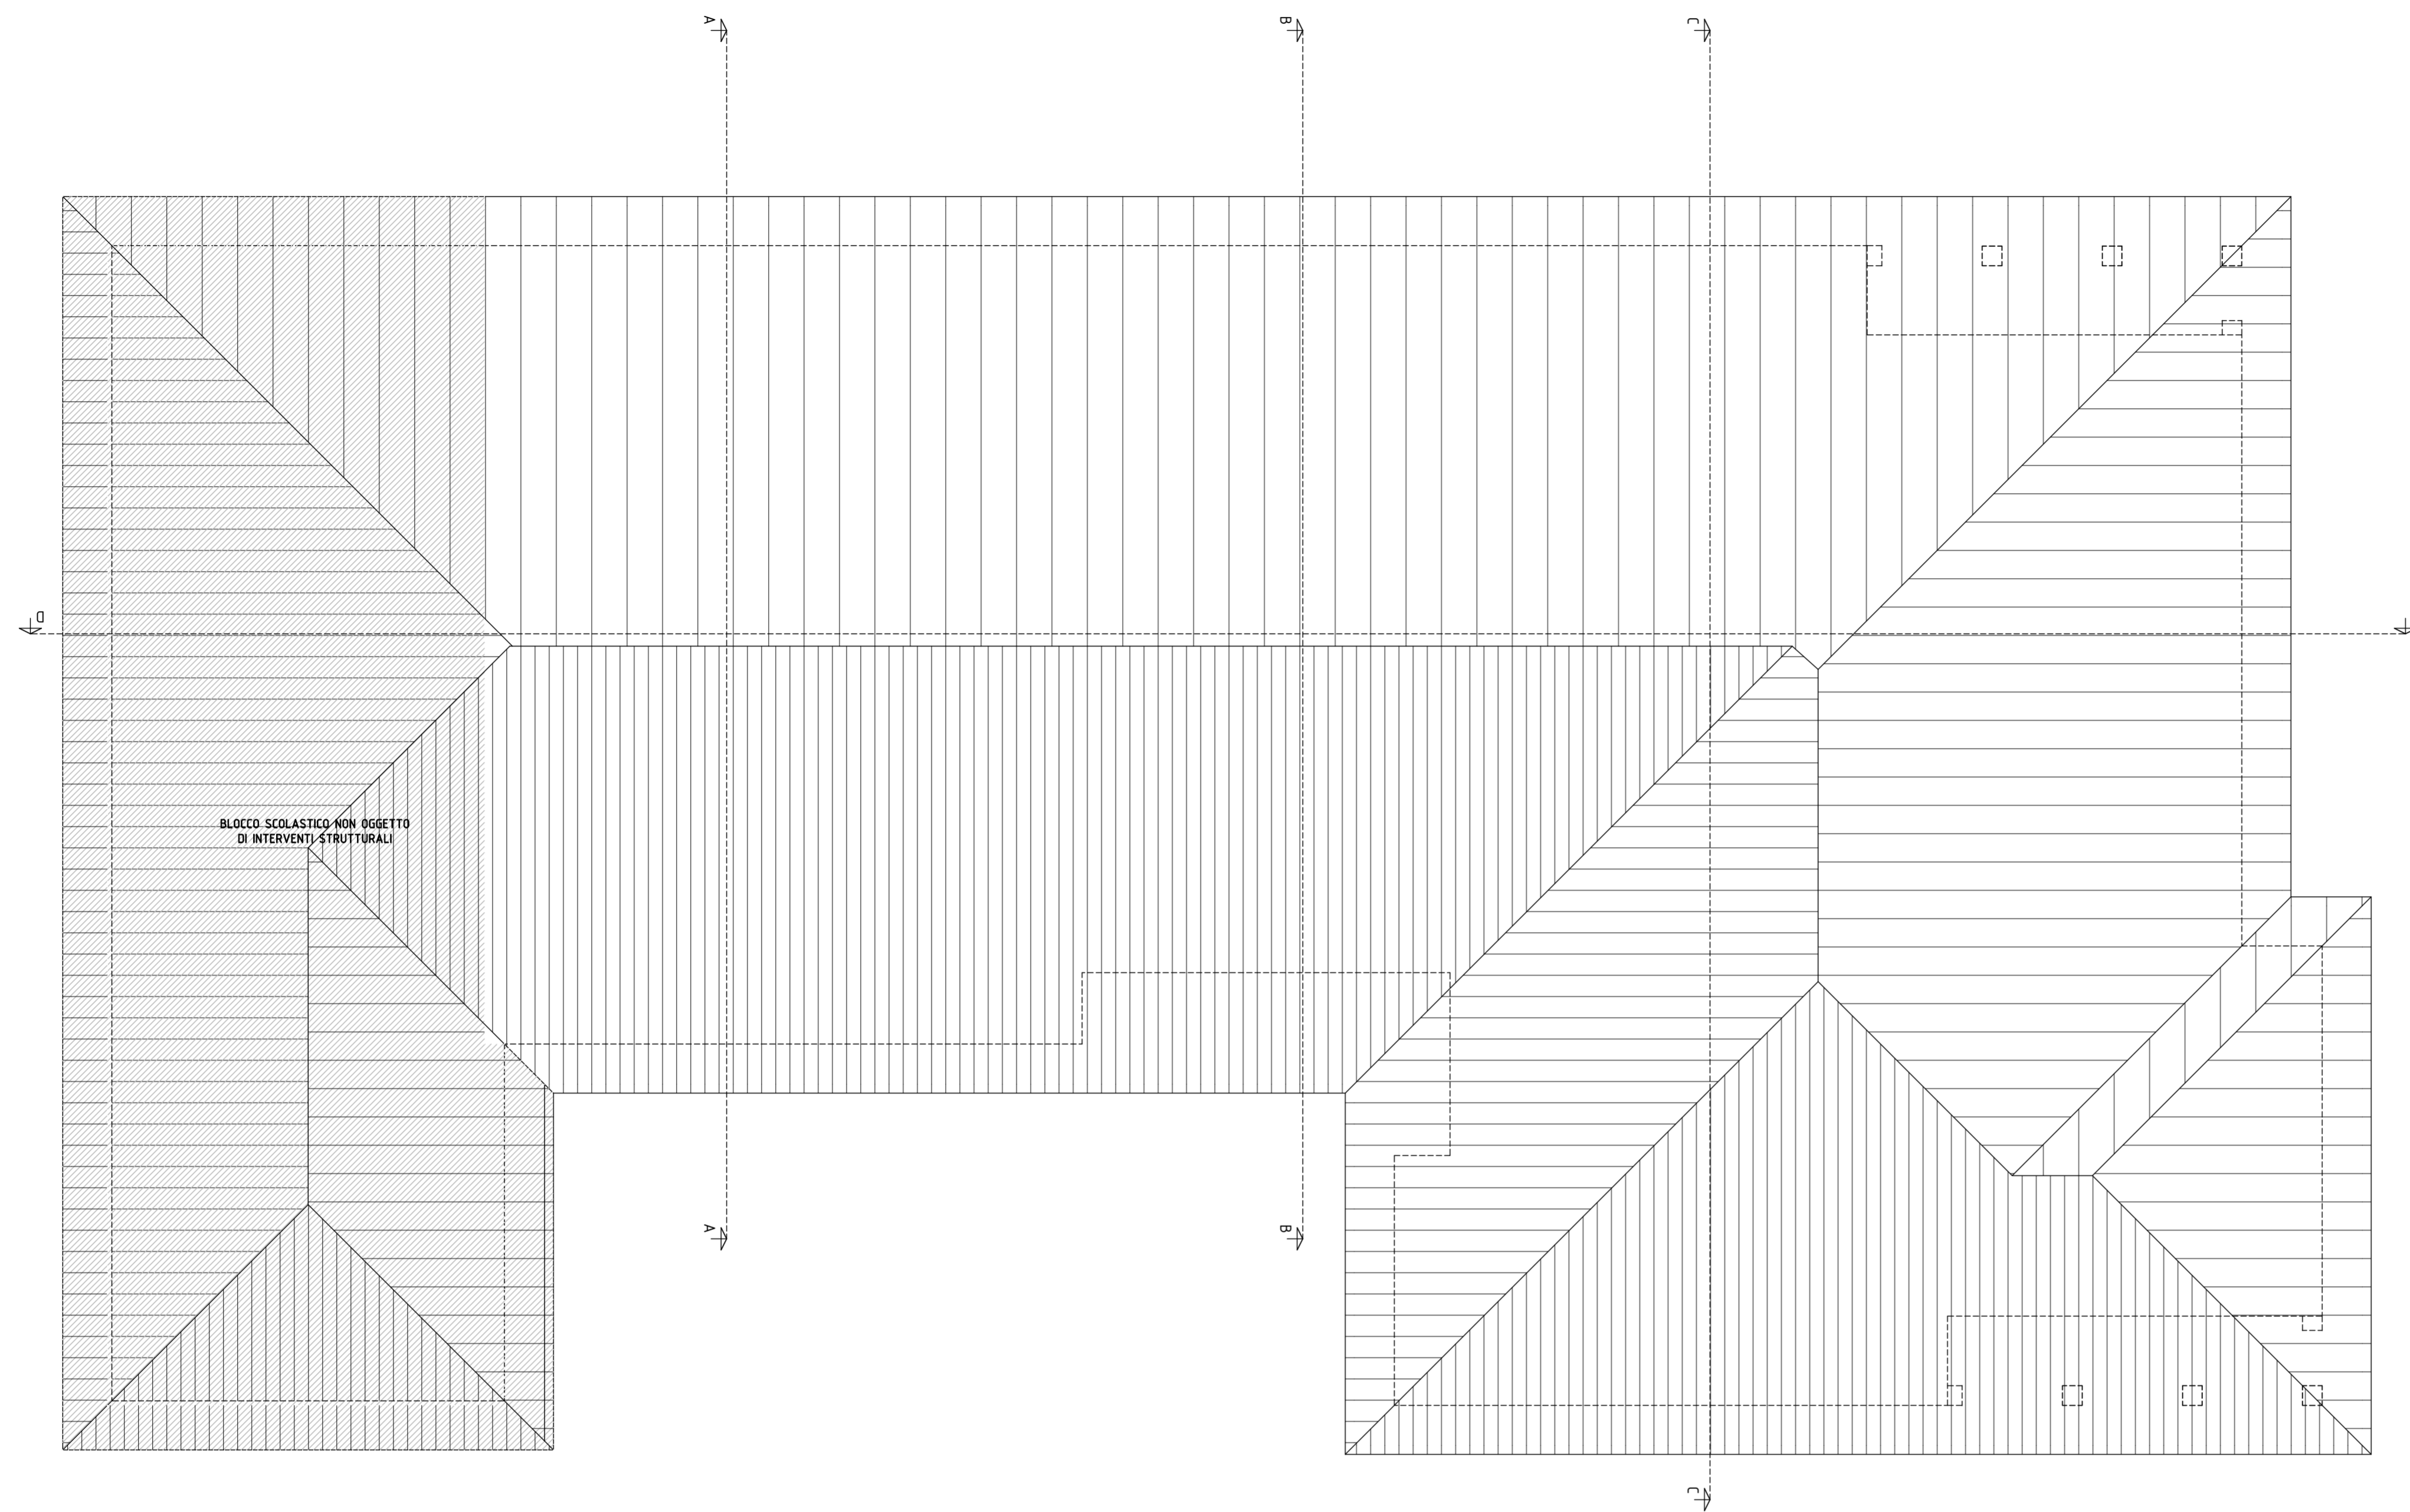 A
B
C
D
BLOCCO SCOLASTICO NON OGGETTO
DI INTERVENTI STRUTTURALI
A
B
C